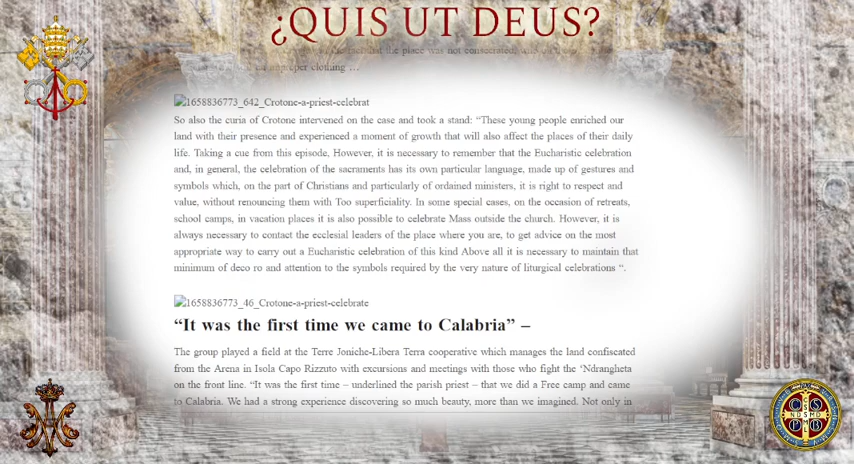 ¿QUIS UT DEUS?
that the place was not consecrated,
improper clothing …
1658836773_642_Crotone-a-priest-celebrat
So also the curia of Crotone intervened on the case and took a stand: “These young people enriched our
land with their presence and experienced a moment of growth that will also affect the places of their daily
life. Taking a cue from this episode, However, it is necessary to remember that the Eucharistic celebration
and, in general, the celebration of the sacraments has its own particular language, made up of gestures and
symbols which, on the part of Christians and particularly of ordained ministers, it is right to respect and
value, without renouncing them with Too superficiality. In some special cases, on the occasion of retreats,
school camps, in vacation places it is also possible to celebrate Mass outside the church. However, it is
always necessary to contact the ecclesial leaders of the place where you are, to get advice on the most
appropriate way to carry out a Eucharistic celebration of this kind Above all it is necessary to maintain that
minimum of deco ro and attention to the symbols required by the very nature of liturgical celebrations “.
1658836773_46_Crotone-a-priest-celebrate
“It was the first time we came to Calabria” –
The group played a field at the Terre Joniche-Libera Terra cooperative which manages the land confiscated
from the Arena in Isola Capo Rizzuto with excursions and meetings with those who fight the ‘Ndrangheta
on the front line. “It was the first time – underlined the parish priest – that we did a Free camp and came
to Calabria. We had a strong experience discovering so much beauty, more than we imagined. Not only in